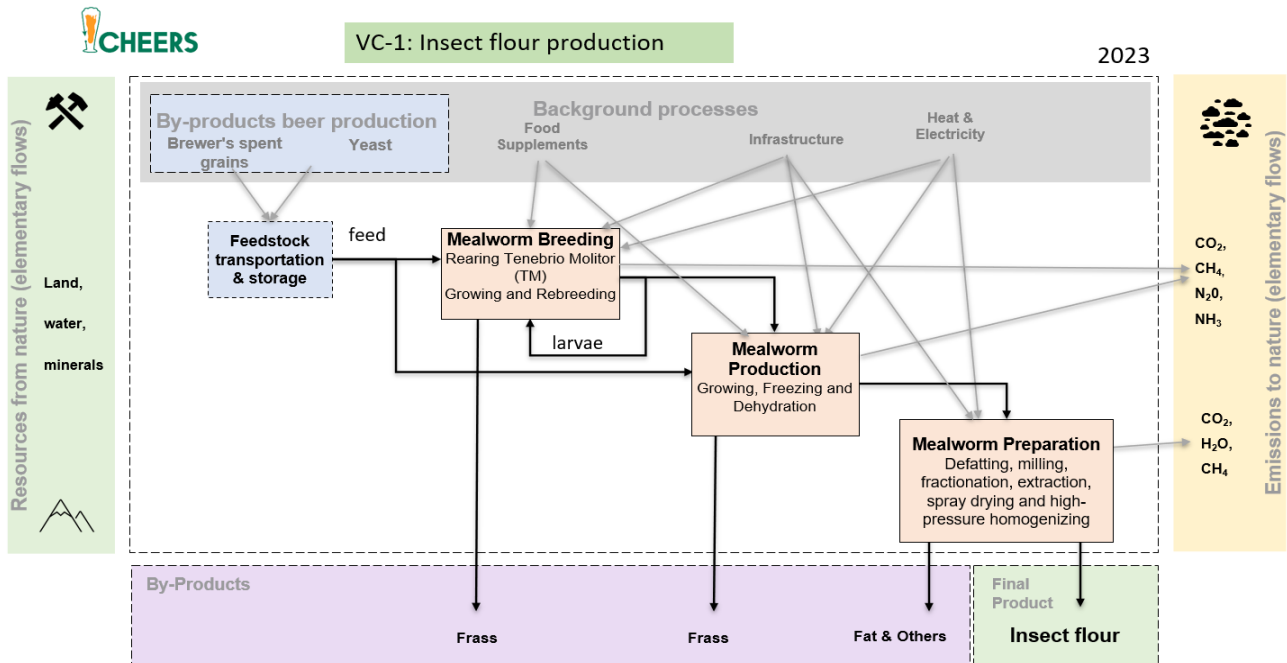 CHEERS
VC-1: Insect flour production
2023
Resources from nature (elementary flows)
Land,
water,
minerals
Background processes
By-products beer production
Brewer's spent
grains
Yeast
Food
Supplements
Infrastructure
Heat &
Electricity
Feedstock
transportation
& storage
feed
Mealworm Breeding
Rearing Tenebrio Molitor
(TM)
Growing and Rebreeding
larvae
Mealworm
Production
Growing, Freezing and
Dehydration
Mealworm Preparation
Defatting, milling,
fractionation, extraction,
spray drying and high-
pressure homogenizing
CO₂,
CH₄,
N₂0,
NH₃
CO₂,
H₂O,
CH₄
Emissions to nature (elementary flows)
By-Products
Frass
Frass
Fat & Others
Final
Product
Insect flour